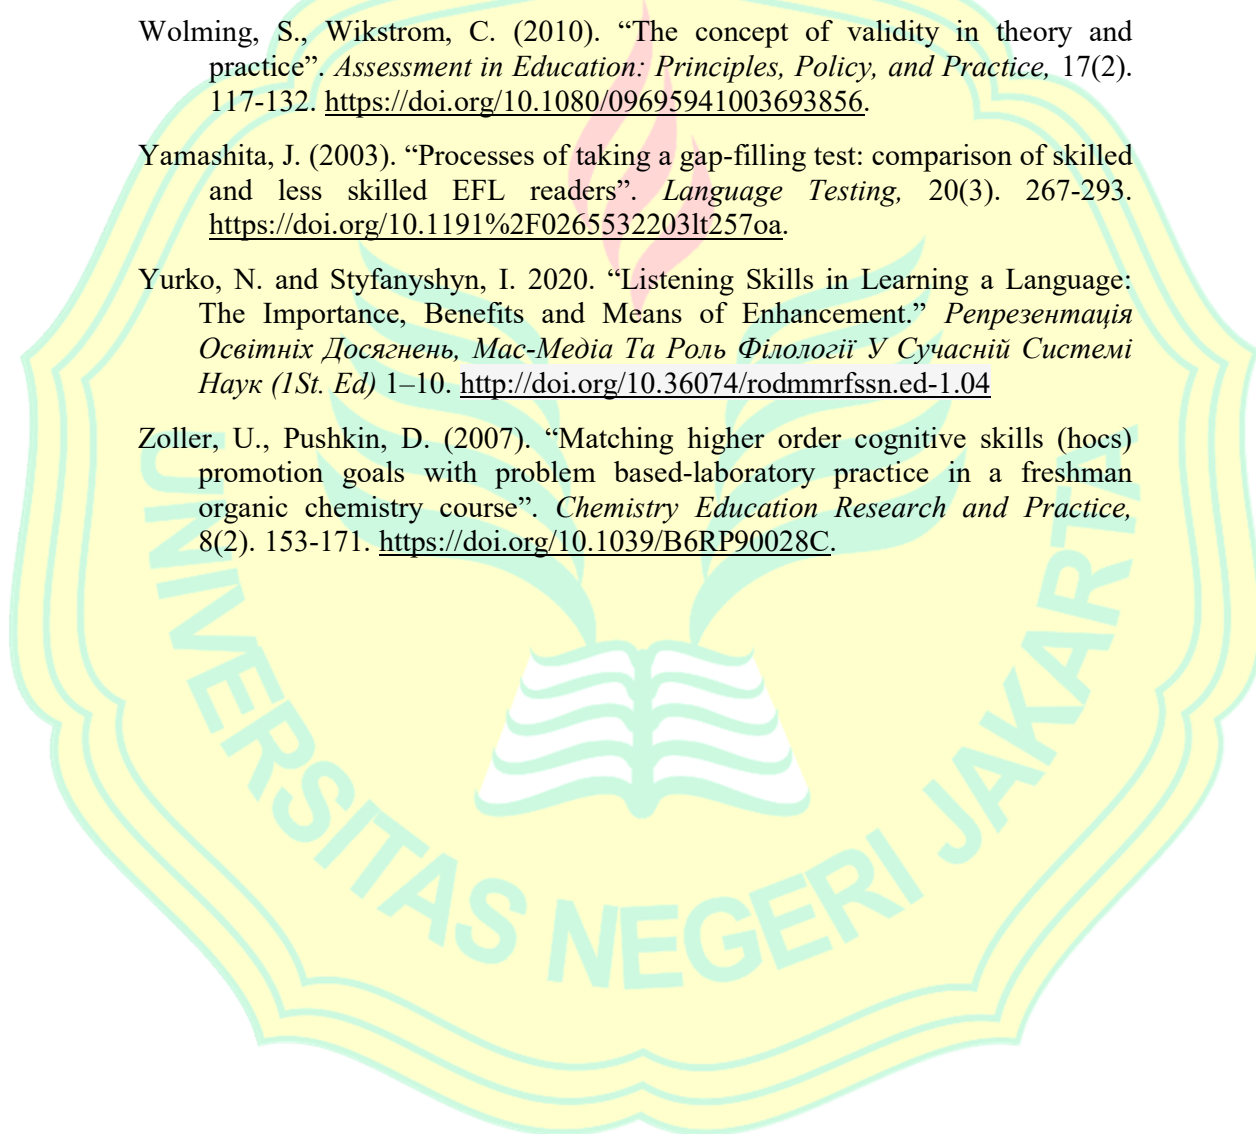 Wolming, S., Wikstrom, C. (2010). “The concept of validity in theory and
practice”. Assessment in Education: Principles, Policy, and Practice, 17(2).
117-132. https://doi.org/10.1080/09695941003693856.
Yamashita, J. (2003). “Processes of taking a gap-filling test: comparison of skilled
and less skilled EFL readers”. Language Testing, 20(3). 267-293.
https://doi.org/10.1191%2F0265532203lt257oa.
Yurko, N. and Styfanyshyn, I. 2020. “Listening Skills in Learning a Language:
The Importance, Benefits and Means of Enhancement.” Репрезентація
Освітніх Досягнень, Мас-Медіа Та Роль Філології У Сучасній Системі
Наук (1St. Ed) 1–10. http://doi.org/10.36074/rodmmrfssn.ed-1.04
Zoller, U., Pushkin, D. (2007). “Matching higher order cognitive skills (hocs)
promotion goals with problem based-laboratory practice in a freshman
organic chemistry course”. Chemistry Education Research and Practice,
8(2). 153-171. https://doi.org/10.1039/B6RP90028C.
UNIVERSITAS NEGERI JAKARTA